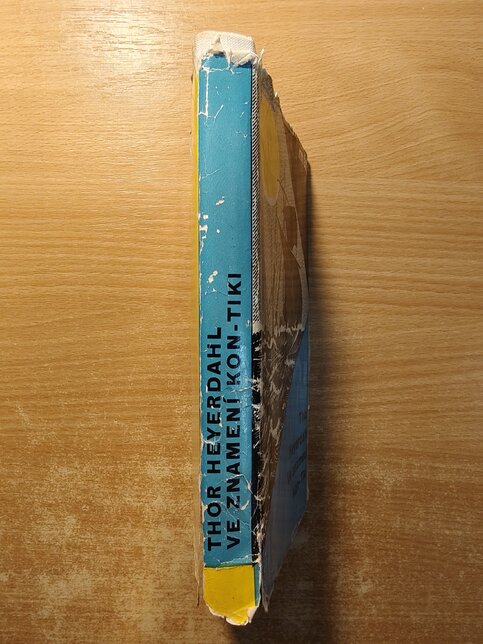 THOR HEYERDAHL
VE ZNAMENÍ KON-TIKI